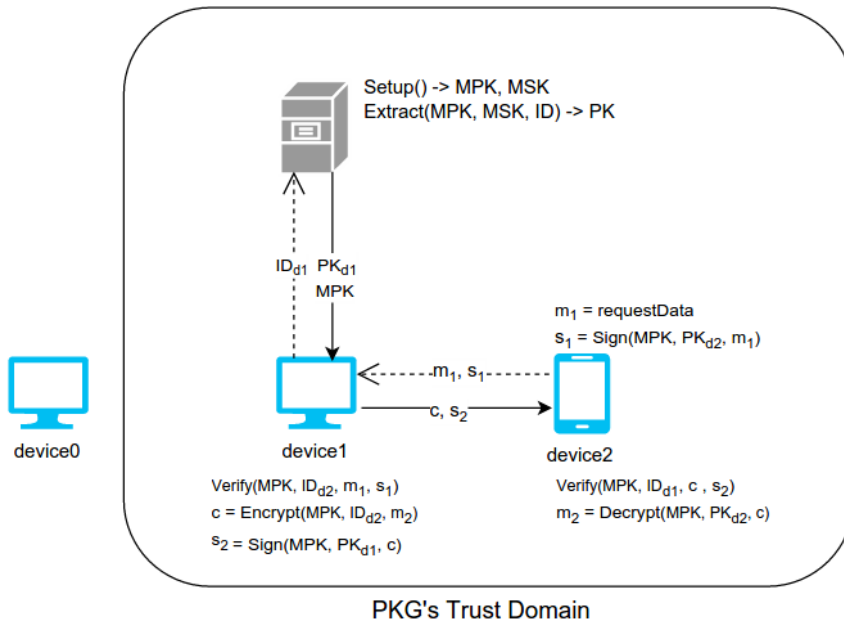 Setup() -> MPK, MSK
Extract(MPK, MSK, ID) -> PK
ID_d1 PK_d1
MPK
m_1 = requestData
s_1 = Sign(MPK, PK_d2, m_1)
m_1, s_1
c, s_2
device0
device1
device2
Verify(MPK, ID_d2, m_1, s_1)
c = Encrypt(MPK, ID_d2, m_2)
s_2 = Sign(MPK, PK_d1, c)
Verify(MPK, ID_d1, c , s_2)
m_2 = Decrypt(MPK, PK_d2, c)
PKG's Trust Domain